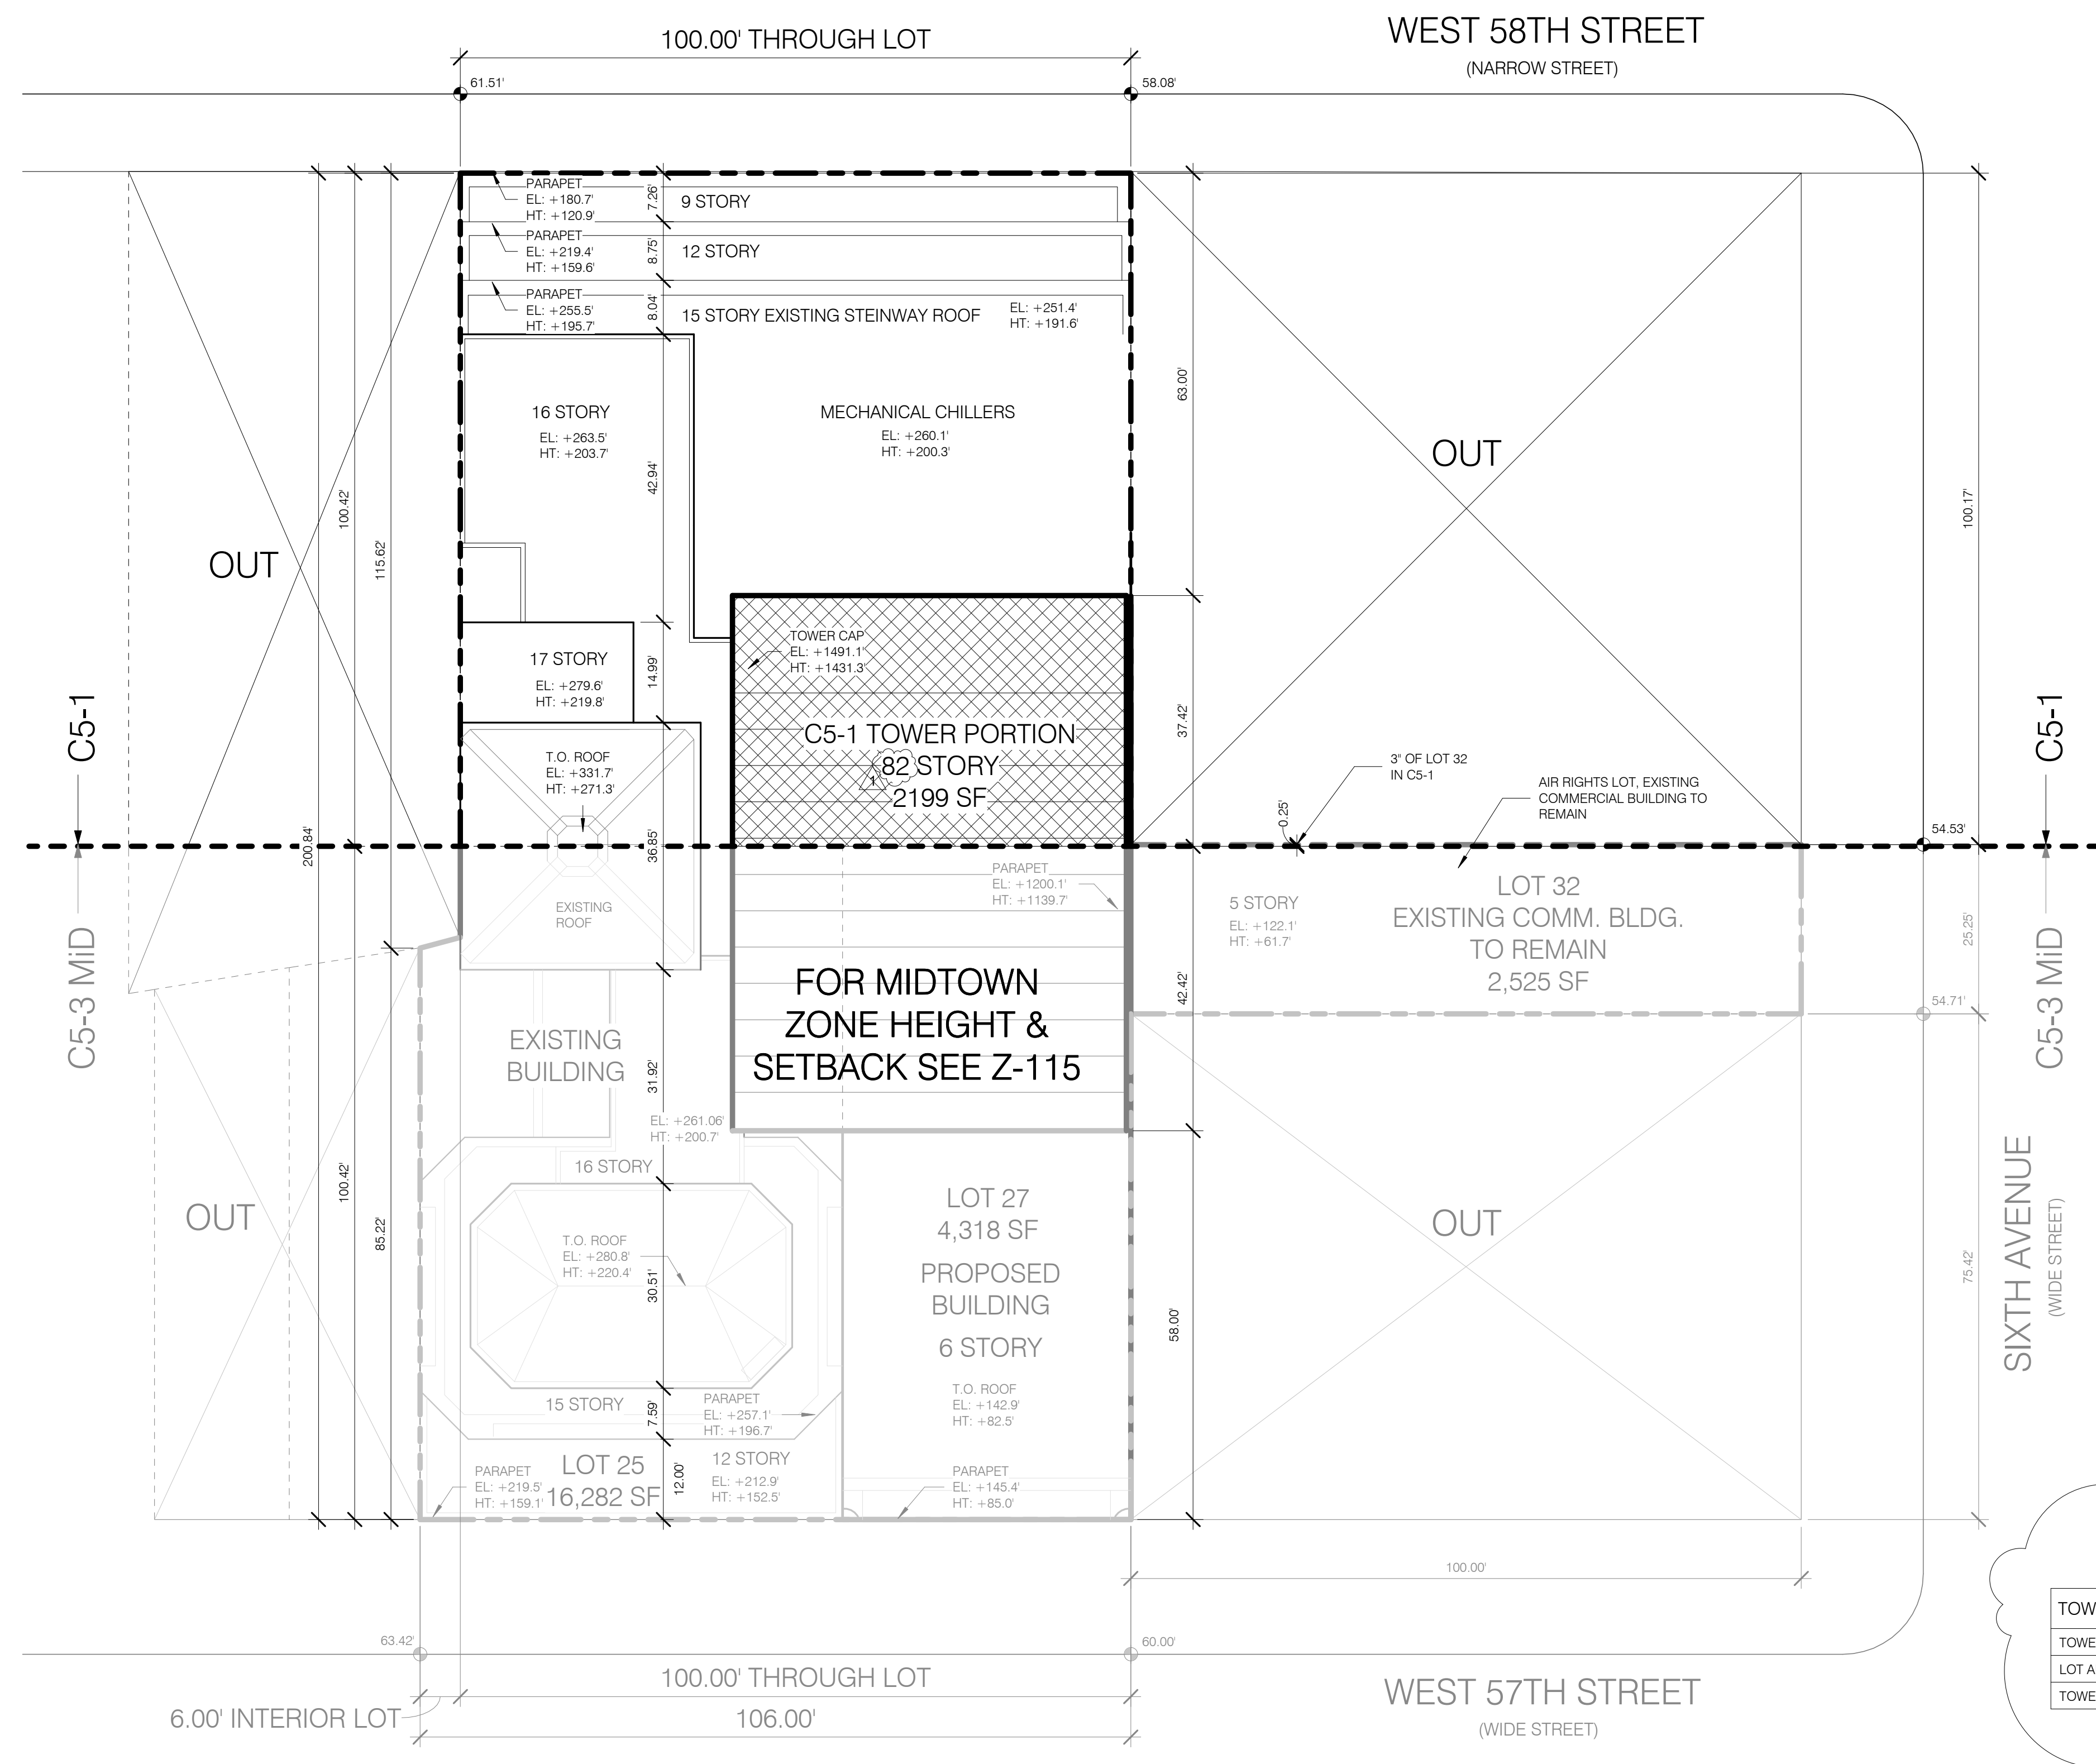 100.00' THROUGH LOT
WEST 58TH STREET
(NARROW STREET)
61.51'
58.08'
PARAPET
EL: +180.7'
HT: +120.9'
7.26'
9 STORY
PARAPET
EL: +219.4'
HT: +159.6'
8.75'
12 STORY
PARAPET
EL: +255.5'
HT: +195.7'
8.04'
15 STORY EXISTING STEINWAY ROOF
EL: +251.4'
HT: +191.6'
16 STORY
EL: +263.5'
HT: +203.7'
42.94'
MECHANICAL CHILLERS
EL: +260.1'
HT: +200.3'
63.00'
OUT
100.17'
100.42'
115.62'
OUT
TOWER CAP
EL: +1491.1'
HT: +1431.3'
17 STORY
EL: +279.6'
HT: +219.8'
14.99'
C5-1 TOWER PORTION
82 STORY
1
2199 SF
37.42'
C5-1
C5-1
T.O. ROOF
EL: +331.7'
HT: +271.3'
3" OF LOT 32
IN C5-1
AIR RIGHTS LOT, EXISTING
COMMERCIAL BUILDING TO
REMAIN
0.25'
200.84'
36.85'
54.53'
PARAPET
EL: +1200.1'
HT: +1139.7'
EXISTING
ROOF
5 STORY
EL: +122.1'
HT: +61.7'
LOT 32
EXISTING COMM. BLDG.
TO REMAIN
2,525 SF
25.25'
C5-3 MiD
C5-3 MiD
FOR MIDTOWN
ZONE HEIGHT &
SETBACK SEE Z-115
42.42'
54.71'
EXISTING
BUILDING
31.92'
EL: +261.06'
HT: +200.7'
16 STORY
100.42'
85.22'
OUT
T.O. ROOF
EL: +280.8'
HT: +220.4'
30.51'
LOT 27
4,318 SF
PROPOSED
BUILDING
6 STORY
T.O. ROOF
EL: +142.9'
HT: +82.5'
58.00'
OUT
75.42'
SIXTH AVENUE
(WIDE STREET)
15 STORY
7.59'
PARAPET
EL: +257.1'
HT: +196.7'
LOT 25
16,282 SF
PARAPET
EL: +219.5'
HT: +159.1'
12.00'
12 STORY
EL: +212.9'
HT: +152.5'
PARAPET
EL: +145.4'
HT: +85.0'
100.00'
63.42'
60.00'
100.00' THROUGH LOT
6.00' INTERIOR LOT
106.00'
WEST 57TH STREET
(WIDE STREET)
TOW
TOWE
LOT A
TOWE